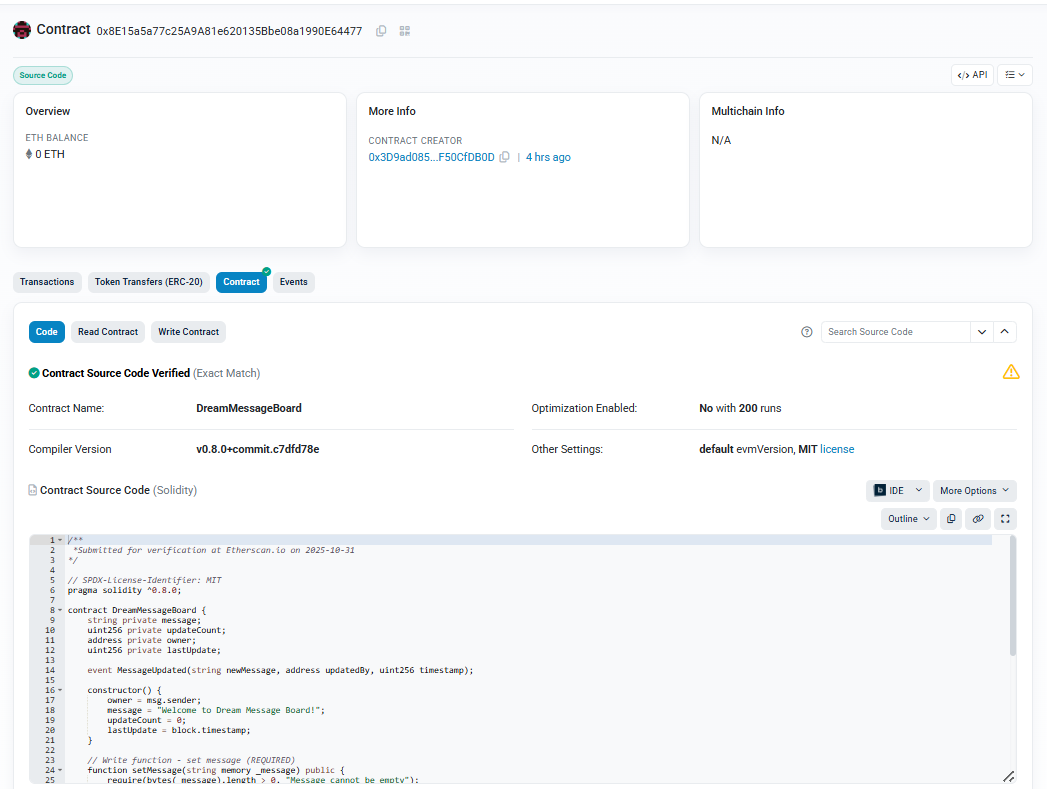 Contract 0x8E15a5a77c25A9A81e620135Bbe08a1990E64477
Source Code
</> API
Overview
ETH BALANCE
0 ETH
More Info
CONTRACT CREATOR
0x3D9ad085...F50CfDB0D | 4 hrs ago
Multichain Info
N/A
Transactions
Token Transfers (ERC-20)
Contract
Events
Code
Read Contract
Write Contract
Search Source Code
Contract Source Code Verified (Exact Match)
Contract Name:
DreamMessageBoard
Optimization Enabled:
No with 200 runs
Compiler Version
v0.8.0+commit.c7dfd78e
Other Settings:
default evmVersion, MIT license
Contract Source Code (Solidity)
IDE
More Options
Outline
1 /**
2 *Submitted for verification at Etherscan.io on 2025-10-31
3 */
4
5 // SPDX-License-Identifier: MIT
6 pragma solidity ^0.8.0;
7
8 contract DreamMessageBoard {
9 string private message;
10 uint256 private updateCount;
11 address private owner;
12 uint256 private lastUpdate;
13
14 event MessageUpdated(string newMessage, address updatedBy, uint256 timestamp);
15
16 constructor() {
17 owner = msg.sender;
18 message = "Welcome to Dream Message Board!";
19 updateCount = 0;
20 lastUpdate = block.timestamp;
21 }
22
23 // Write function - set message (REQUIRED)
24 function setMessage(string memory _message) public {
25 require(bytes(_message).length > 0, "Message cannot be empty");